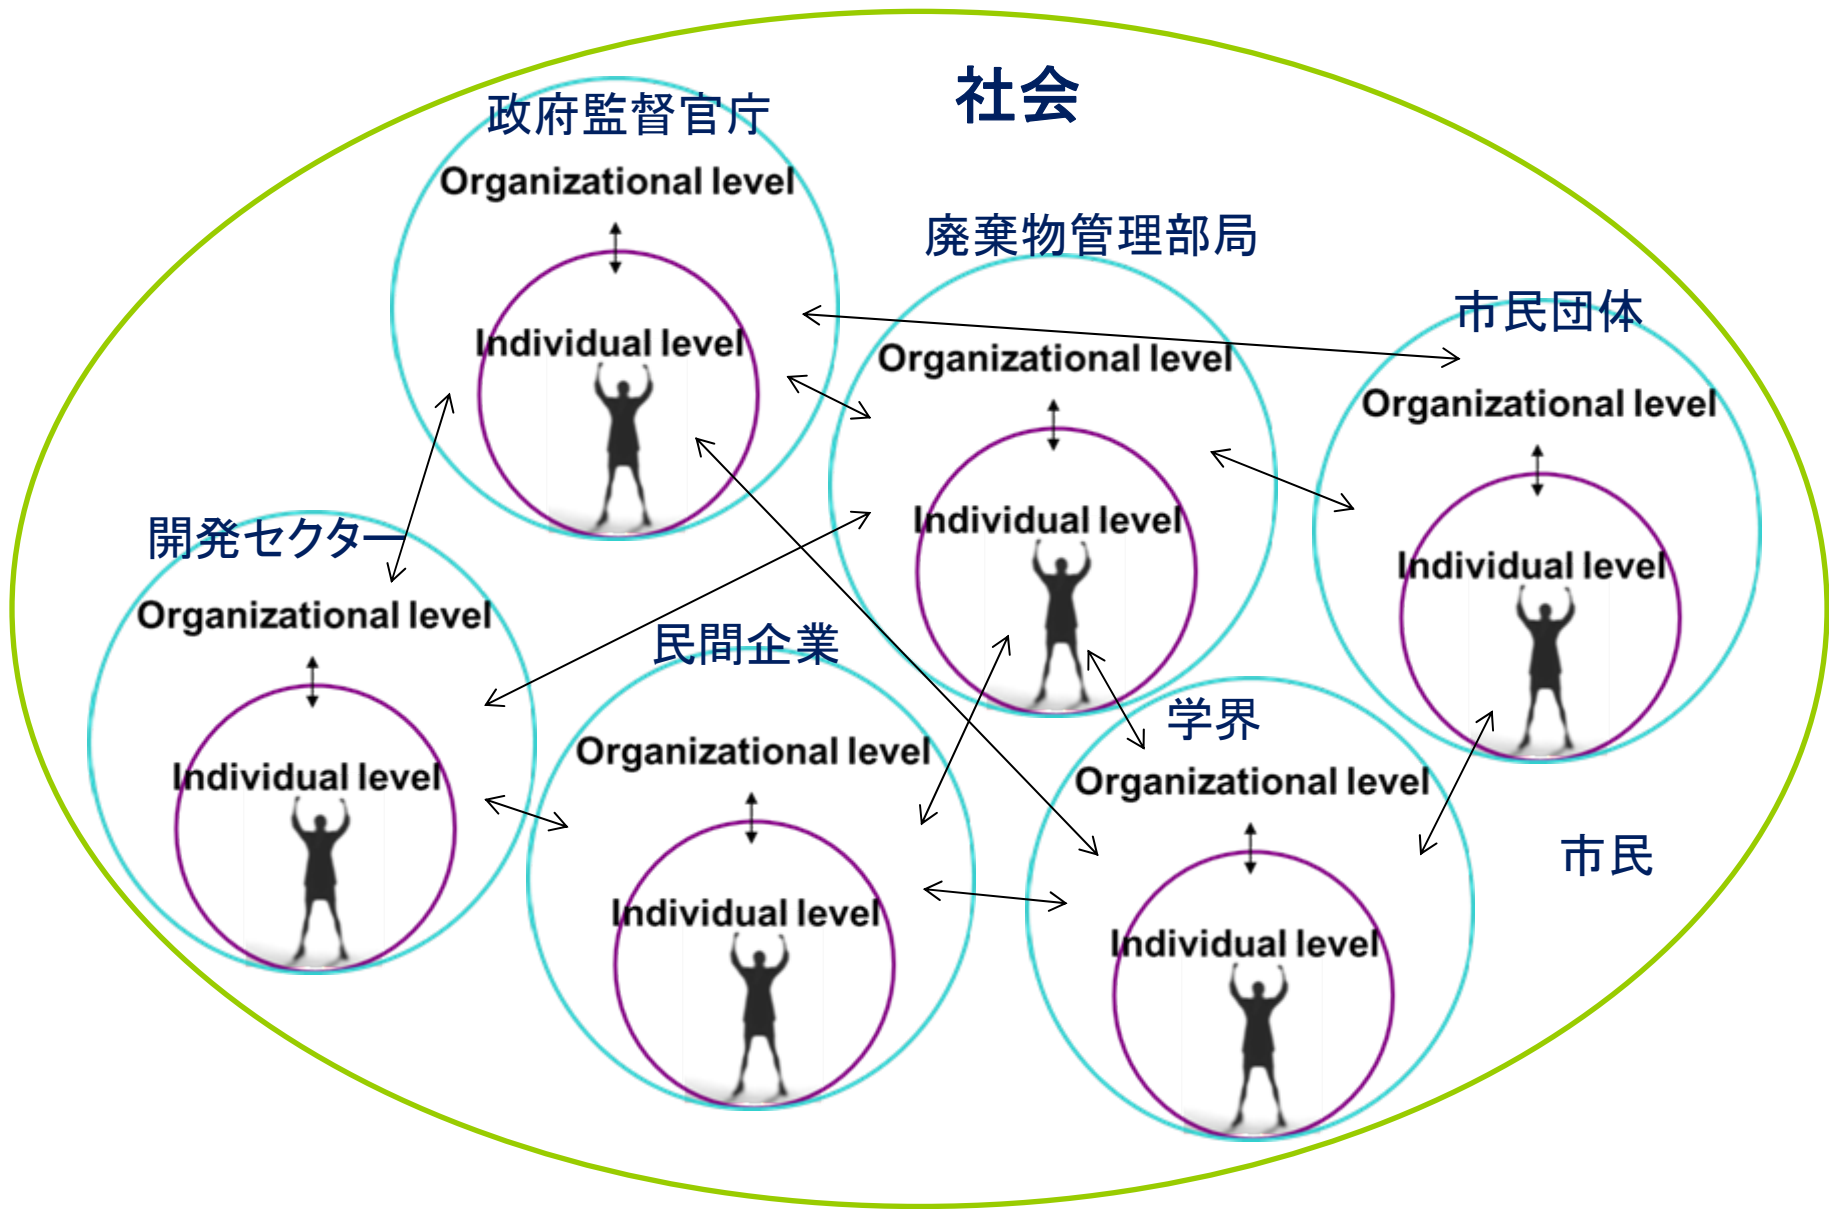 社会
政府監督官庁
Organizational level
Individual level
廃棄物管理部局
Organizational level
Individual level
市民団体
Organizational level
Individual level
開発セクター
Organizational level
Individual level
民間企業
Organizational level
Individual level
学界
Organizational level
Individual level
市民